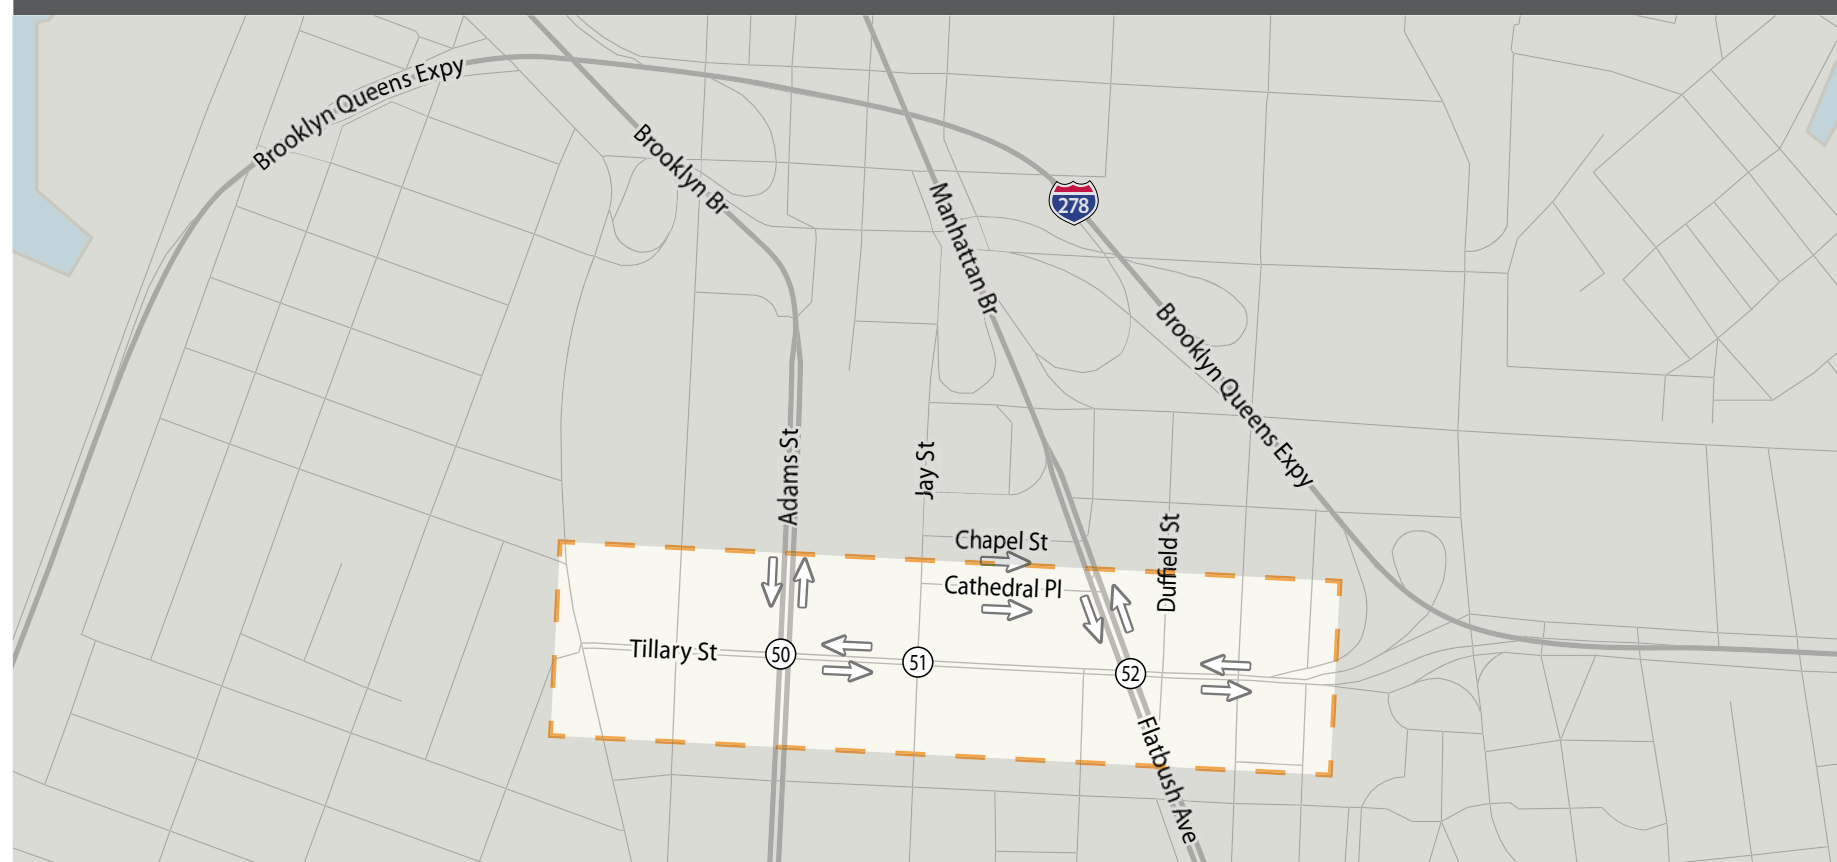 Brooklyn Queens Expy
Brooklyn Br
Manhattan Br
278
Brooklyn Queens Expy
Adams St
Jay St
Chapel St
Duffield St
Cathedral Pl
Tillary St
50
51
52
Flatbush Ave